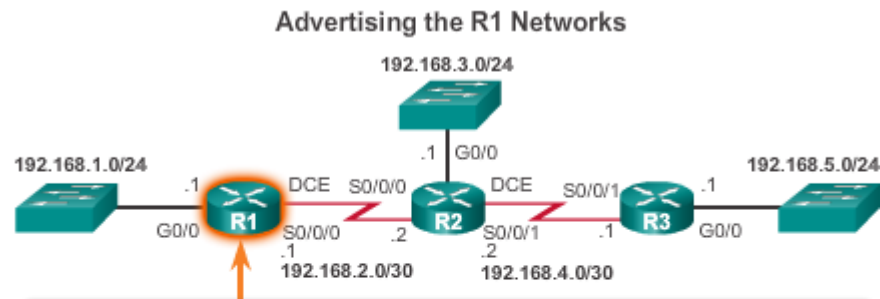 Advertising the R1 Networks
192.168.3.0/24
.1 G0/0
192.168.1.0/24
192.168.5.0/24
.1 DCE S0/0/0 DCE S0/0/1 .1
R1 R2 R3
G0/0 S0/0/0 .2 S0/0/1 .1 G0/0
.1 .2
192.168.2.0/30 192.168.4.0/30